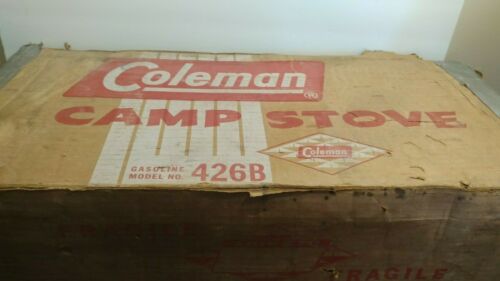 Coleman®
CAMP STOVE
Coleman
GASOLINE
MODEL NO. 426B
FRAGILE